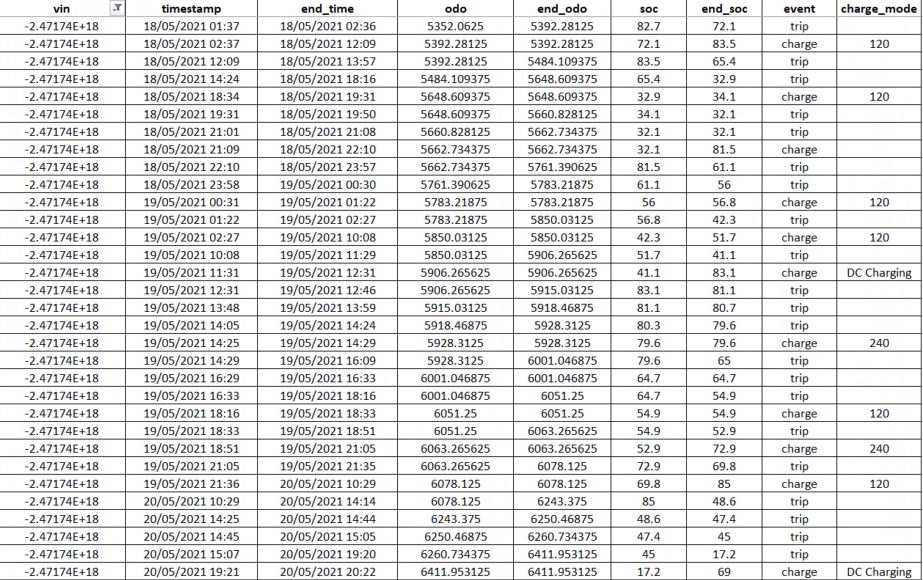 vin timestamp end_time odo end_odo soc end_soc event charge_mode
-2.47174E+18 18/05/2021 01:37 18/05/2021 02:36 5352.0625 5392.28125 82.7 72.1 trip
-2.47174E+18 18/05/2021 02:37 18/05/2021 12:09 5392.28125 5392.28125 72.1 83.5 charge 120
-2.47174E+18 18/05/2021 12:09 18/05/2021 13:57 5392.28125 5484.109375 83.5 65.4 trip
-2.47174E+18 18/05/2021 14:24 18/05/2021 18:16 5484.109375 5648.609375 65.4 32.9 trip
-2.47174E+18 18/05/2021 18:34 18/05/2021 19:31 5648.609375 5648.609375 32.9 34.1 charge 120
-2.47174E+18 18/05/2021 19:31 18/05/2021 19:50 5648.609375 5660.828125 34.1 32.1 trip
-2.47174E+18 18/05/2021 21:01 18/05/2021 21:08 5660.828125 5662.734375 32.1 32.1 trip
-2.47174E+18 18/05/2021 21:09 18/05/2021 22:10 5662.734375 5662.734375 32.1 81.5 charge
-2.47174E+18 18/05/2021 22:10 18/05/2021 23:57 5662.734375 5761.390625 81.5 61.1 trip
-2.47174E+18 18/05/2021 23:58 19/05/2021 00:30 5761.390625 5783.21875 61.1 56 trip
-2.47174E+18 19/05/2021 00:31 19/05/2021 01:22 5783.21875 5783.21875 56 56.8 charge 120
-2.47174E+18 19/05/2021 01:22 19/05/2021 02:27 5783.21875 5850.03125 56.8 42.3 trip
-2.47174E+18 19/05/2021 02:27 19/05/2021 10:08 5850.03125 5850.03125 42.3 51.7 charge 120
-2.47174E+18 19/05/2021 10:08 19/05/2021 11:29 5850.03125 5906.265625 51.7 41.1 trip
-2.47174E+18 19/05/2021 11:31 19/05/2021 12:31 5906.265625 5906.265625 41.1 83.1 charge DC Charging
-2.47174E+18 19/05/2021 12:31 19/05/2021 12:46 5906.265625 5915.03125 83.1 81.1 trip
-2.47174E+18 19/05/2021 13:48 19/05/2021 13:59 5915.03125 5918.46875 81.1 80.7 trip
-2.47174E+18 19/05/2021 14:05 19/05/2021 14:24 5918.46875 5928.3125 80.3 79.6 trip
-2.47174E+18 19/05/2021 14:25 19/05/2021 14:29 5928.3125 5928.3125 79.6 79.6 charge 240
-2.47174E+18 19/05/2021 14:29 19/05/2021 16:09 5928.3125 6001.046875 79.6 65 trip
-2.47174E+18 19/05/2021 16:29 19/05/2021 16:33 6001.046875 6001.046875 64.7 64.7 trip
-2.47174E+18 19/05/2021 16:33 19/05/2021 18:16 6001.046875 6051.25 64.7 54.9 trip
-2.47174E+18 19/05/2021 18:16 19/05/2021 18:33 6051.25 6051.25 54.9 54.9 charge 120
-2.47174E+18 19/05/2021 18:33 19/05/2021 18:51 6051.25 6063.265625 54.9 52.9 trip
-2.47174E+18 19/05/2021 18:51 19/05/2021 21:05 6063.265625 6063.265625 52.9 72.9 charge 240
-2.47174E+18 19/05/2021 21:05 19/05/2021 21:35 6063.265625 6078.125 72.9 69.8 trip
-2.47174E+18 19/05/2021 21:36 20/05/2021 10:29 6078.125 6078.125 69.8 85 charge 120
-2.47174E+18 20/05/2021 10:29 20/05/2021 14:14 6078.125 6243.375 85 48.6 trip
-2.47174E+18 20/05/2021 14:25 20/05/2021 14:44 6243.375 6250.46875 48.6 47.4 trip
-2.47174E+18 20/05/2021 14:45 20/05/2021 15:05 6250.46875 6260.734375 47.4 45 trip
-2.47174E+18 20/05/2021 15:07 20/05/2021 19:20 6260.734375 6411.953125 45 17.2 trip
-2.47174E+18 20/05/2021 19:21 20/05/2021 20:22 6411.953125 6411.953125 17.2 69 charge DC Charging